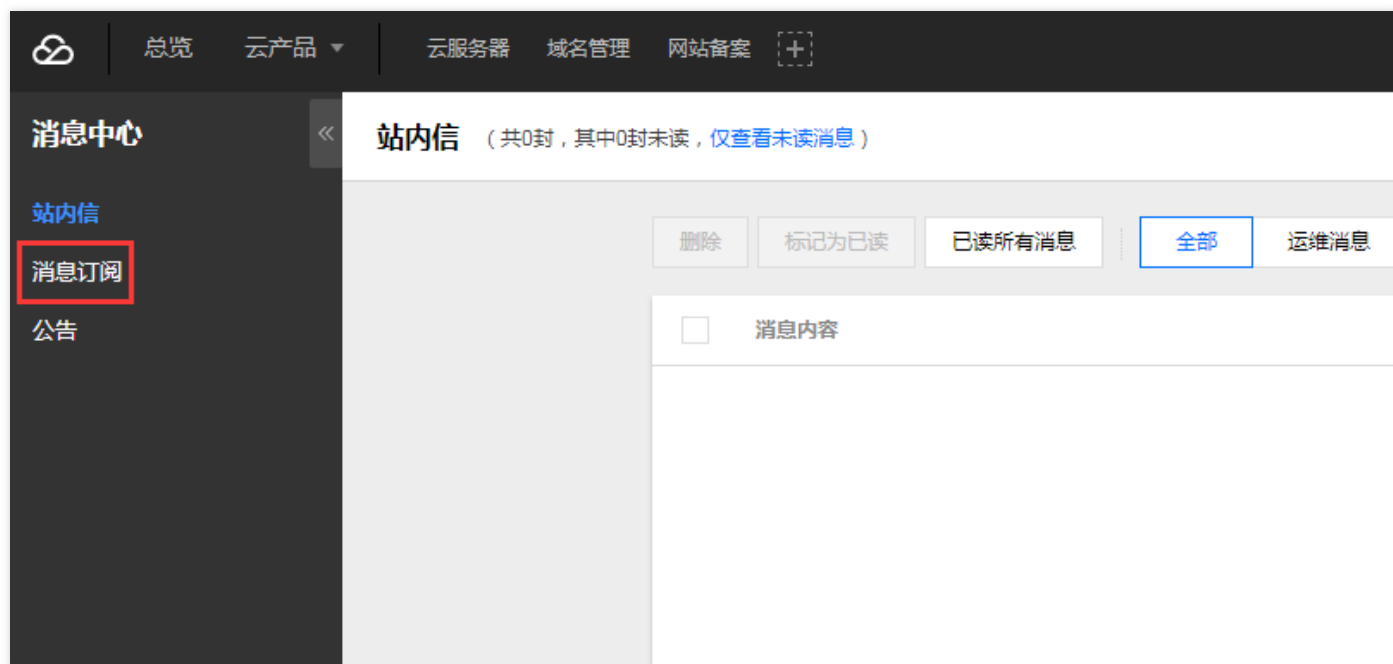 总览 云产品 云服务器 域名管理 网站备案
消息中心
站内信 (共0封，其中0封未读，仅查看未读消息)
站内信
消息订阅
公告
删除 标记为已读 已读所有消息 全部 运维消息
消息内容